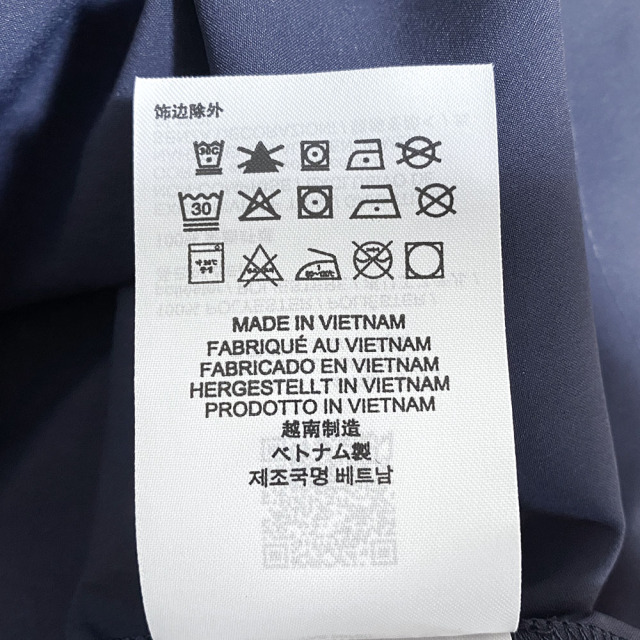 饰边除外
30
MADE IN VIETNAM
FABRIQUÉ AU VIETNAM
FABRICADO EN VIETNAM
HERGESTELLT IN VIETNAM
PRODOTTO IN VIETNAM
越南制造
ベトナム製
제조국명 베트남